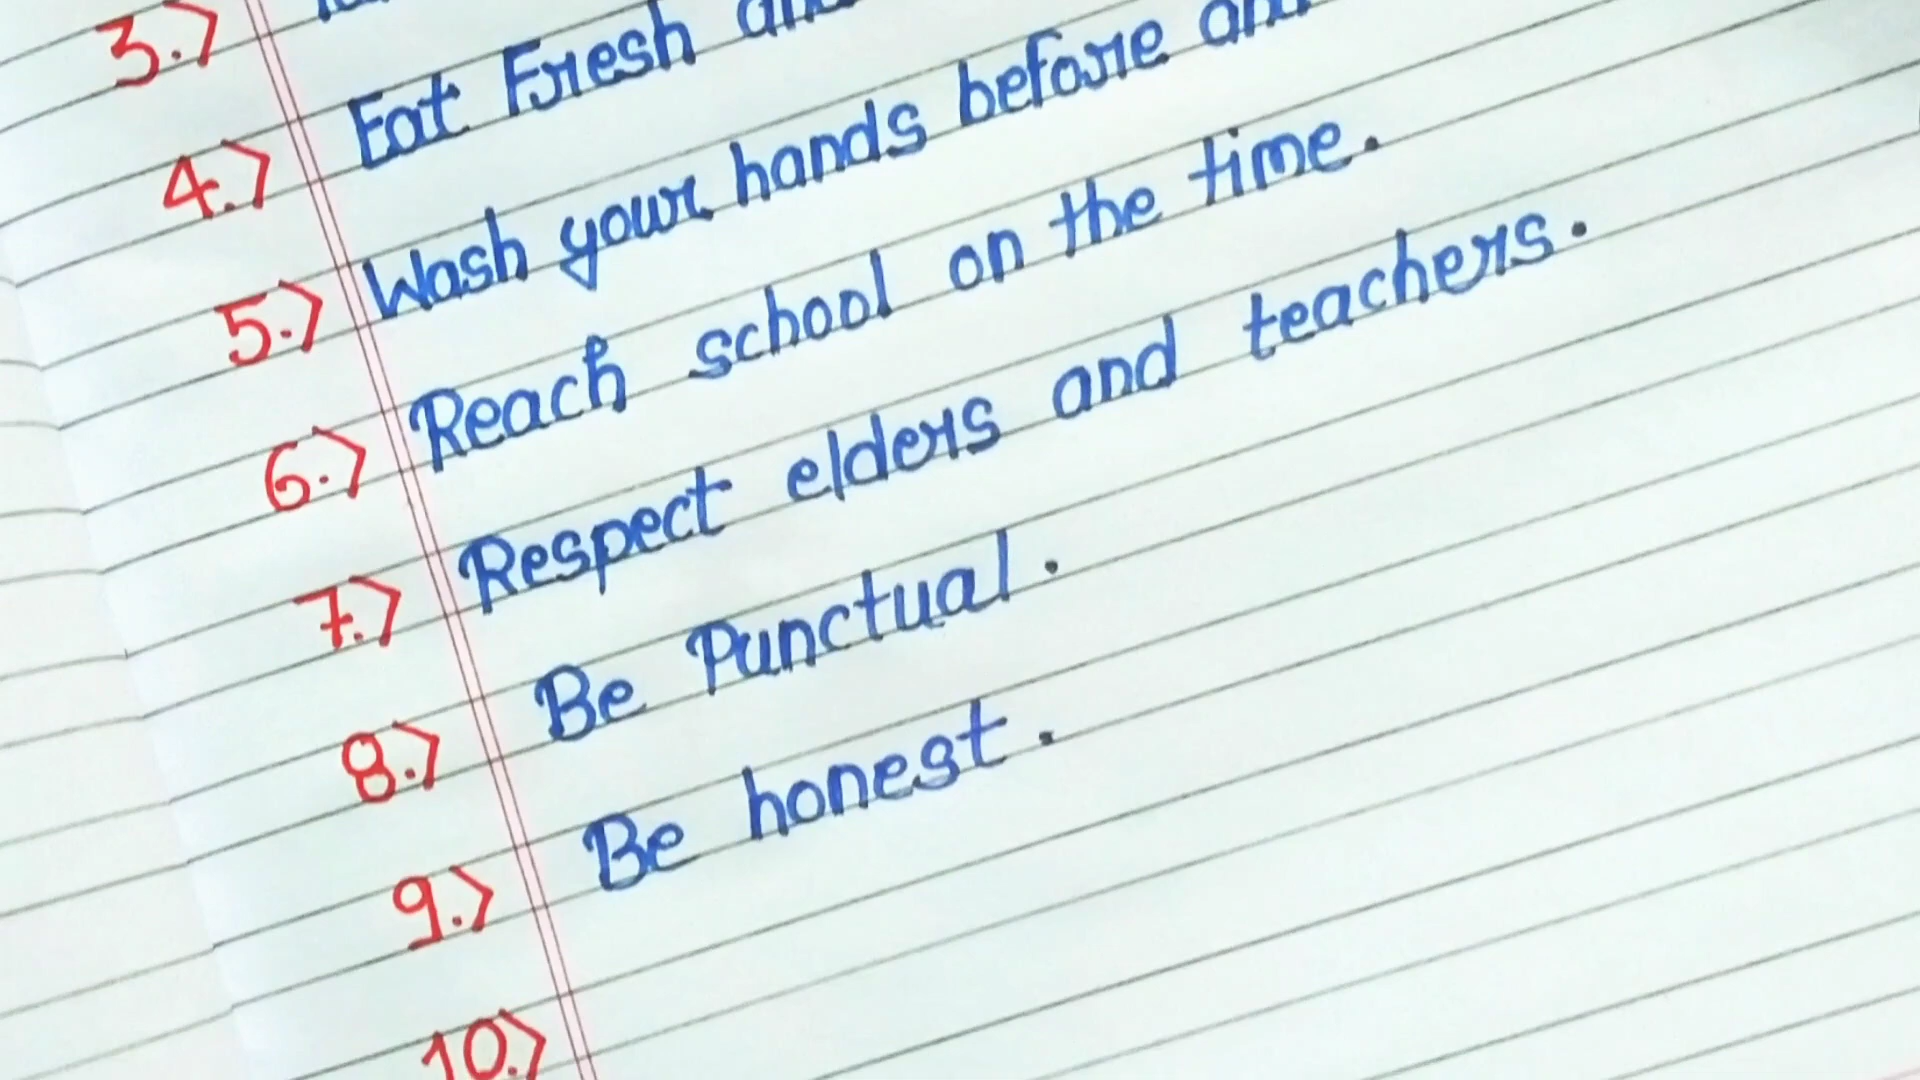 3.)
4.) Eat Fresh
5.) Wash your hands before
6.) Reach school on the time.
7.) Respect elders and teachers.
8.) Be Punctual.
9.) Be honest.
10.)